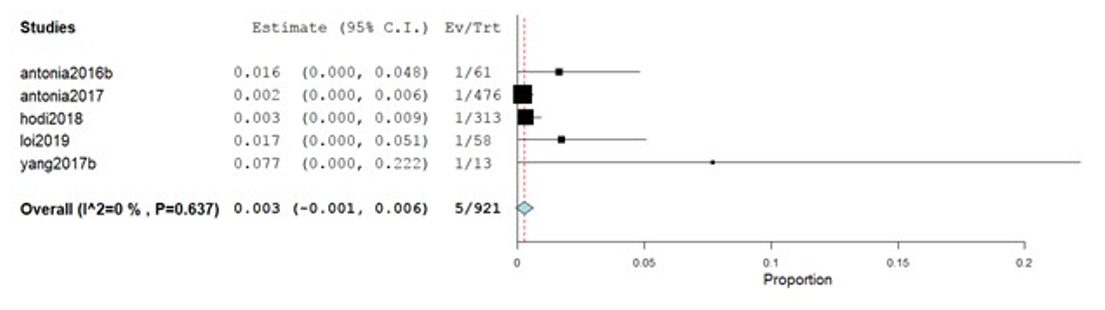 Studies Estimate (95% C.I.) Ev/Trt
antonia2016b 0.016 (0.000, 0.048) 1/61
antonia2017 0.002 (0.000, 0.006) 1/476
hodi2018 0.003 (0.000, 0.009) 1/313
loi2019 0.017 (0.000, 0.051) 1/58
yang2017b 0.077 (0.000, 0.222) 1/13
Overall (I^2=0 % , P=0.637) 0.003 (-0.001, 0.006) 5/921
0 0.05 0.1 0.15 0.2
Proportion